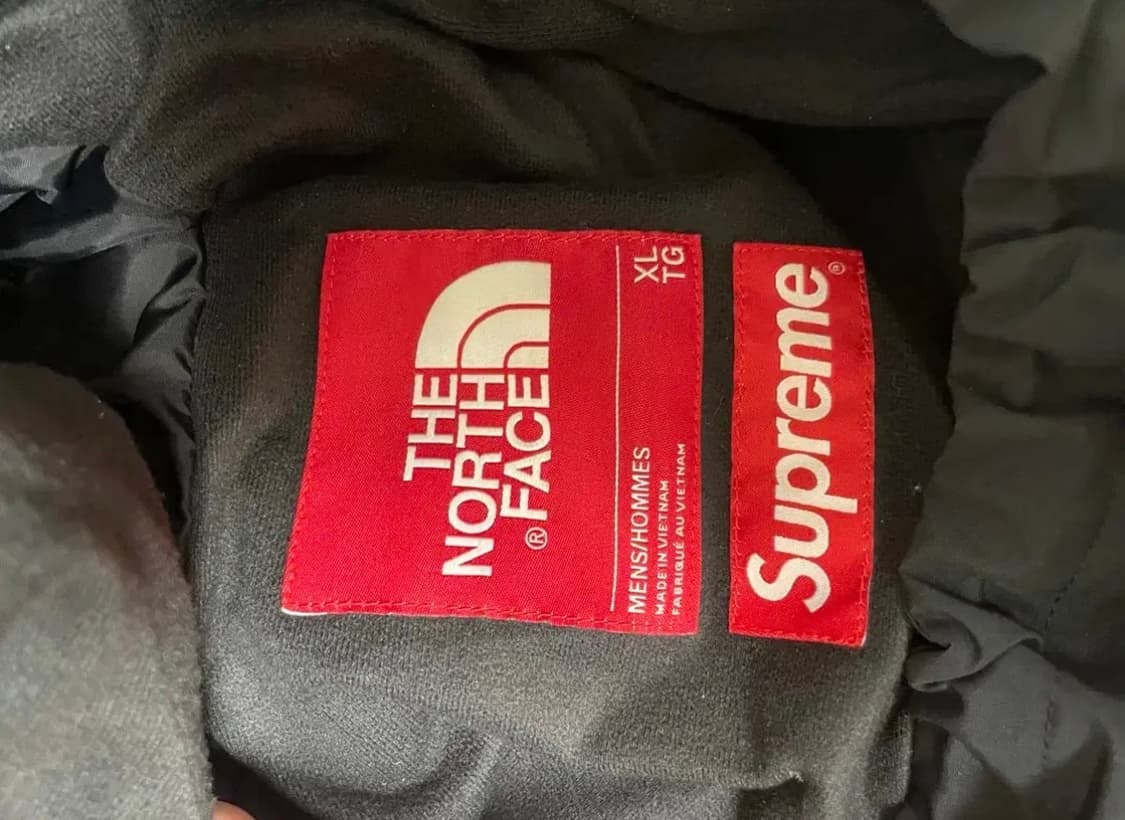 THE
NORTH
FACE®
XL
TG
MENS/HOMMES
MADE IN VIETNAM
FABRIQUÉ AU VIETNAM
Supreme®